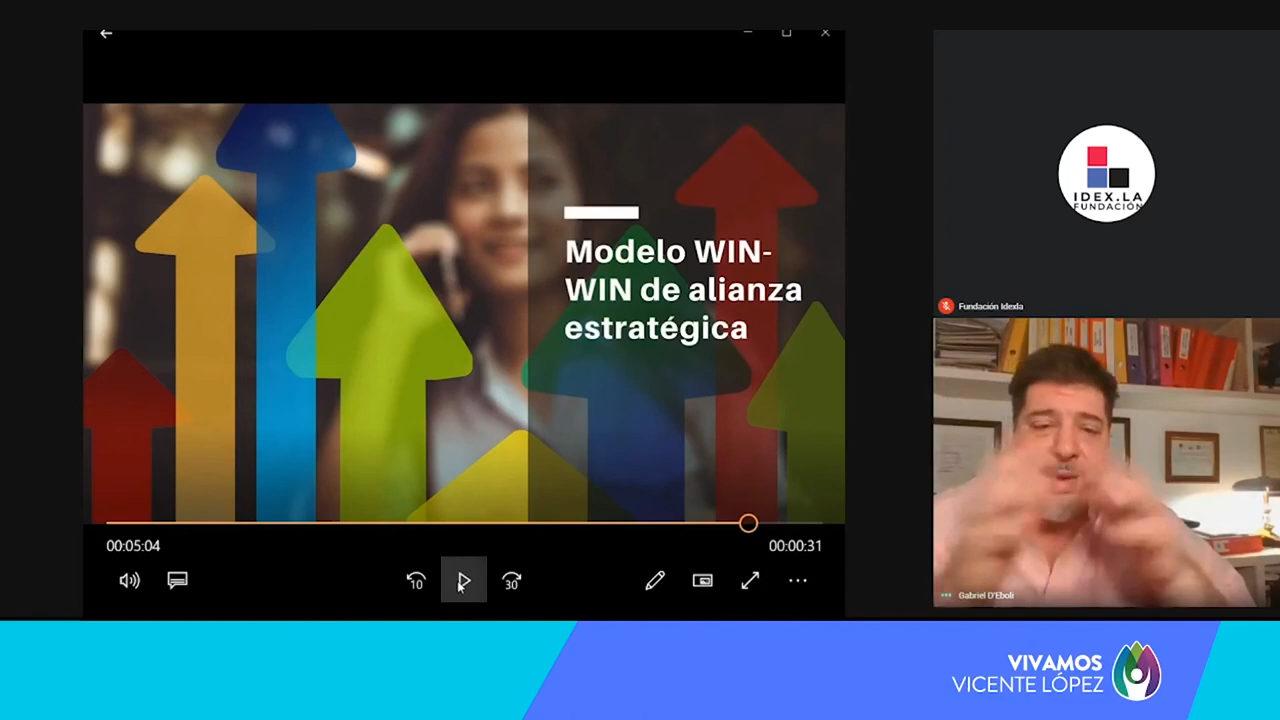 Modelo WIN-
WIN de alianza
estratégica
00:05:04
00:00:31
10
30
IDEX.LA
FUNDACIÓN
Fundación Idexla
Gabriel D'Eboli
VIVAMOS
VICENTE LÓPEZ